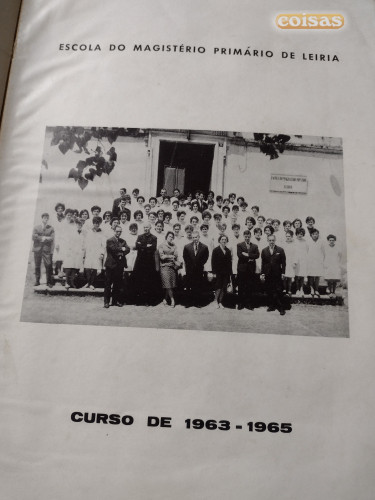 coisas
ESCOLA DO MAGISTÉRIO PRIMÁRIO DE LEIRIA
CURSO DE 1963-1965